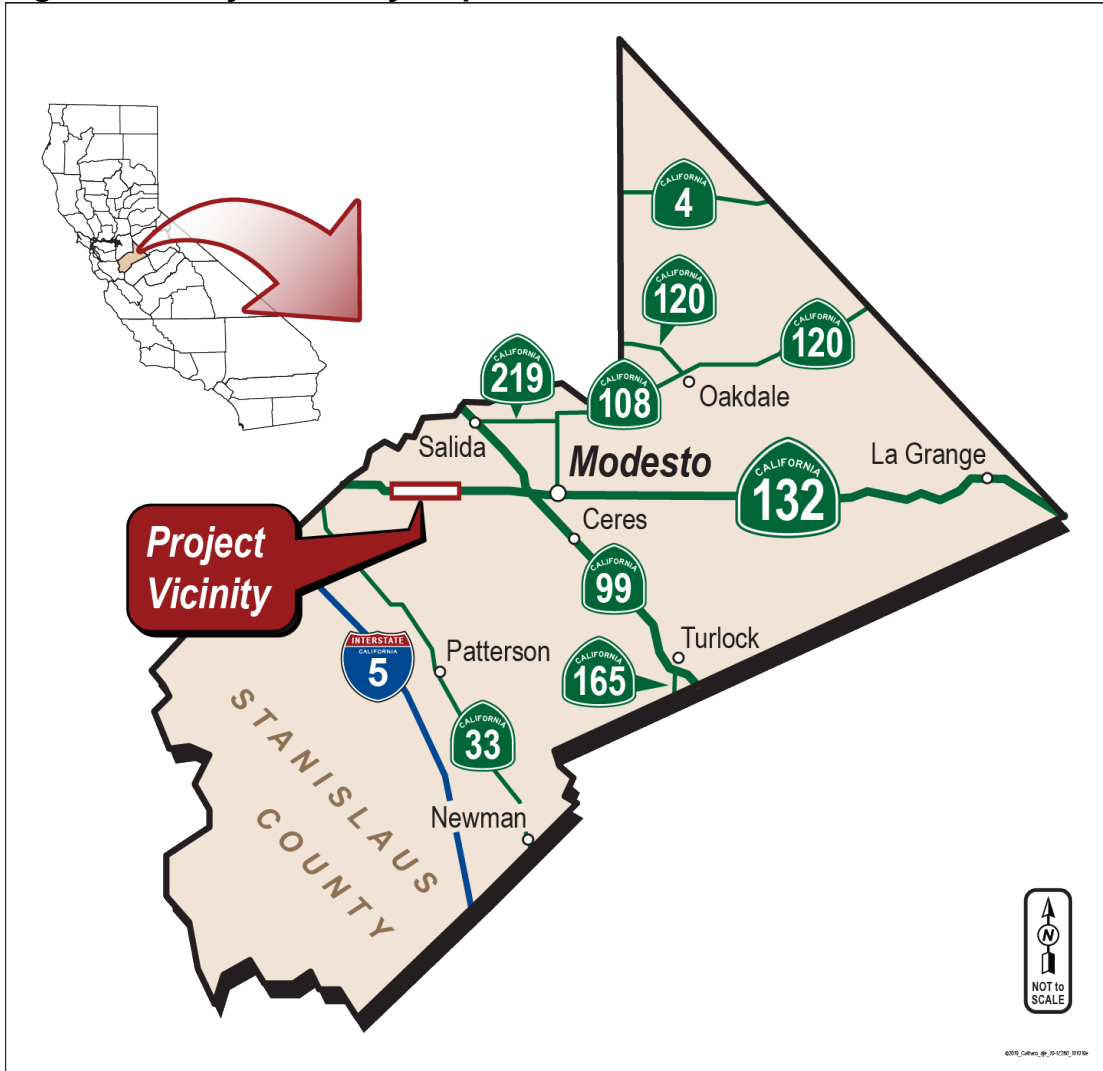 CALIFORNIA
4
CALIFORNIA
120
CALIFORNIA
120
CALIFORNIA
219
CALIFORNIA
108
Oakdale
Salida
Modesto
La Grange
CALIFORNIA
132
Ceres
Project
Vicinity
CALIFORNIA
99
Turlock
INTERSTATE
CALIFORNIA
5
Patterson
CALIFORNIA
165
CALIFORNIA
33
Newman
STANISLAUS
COUNTY
N
NOT to
SCALE